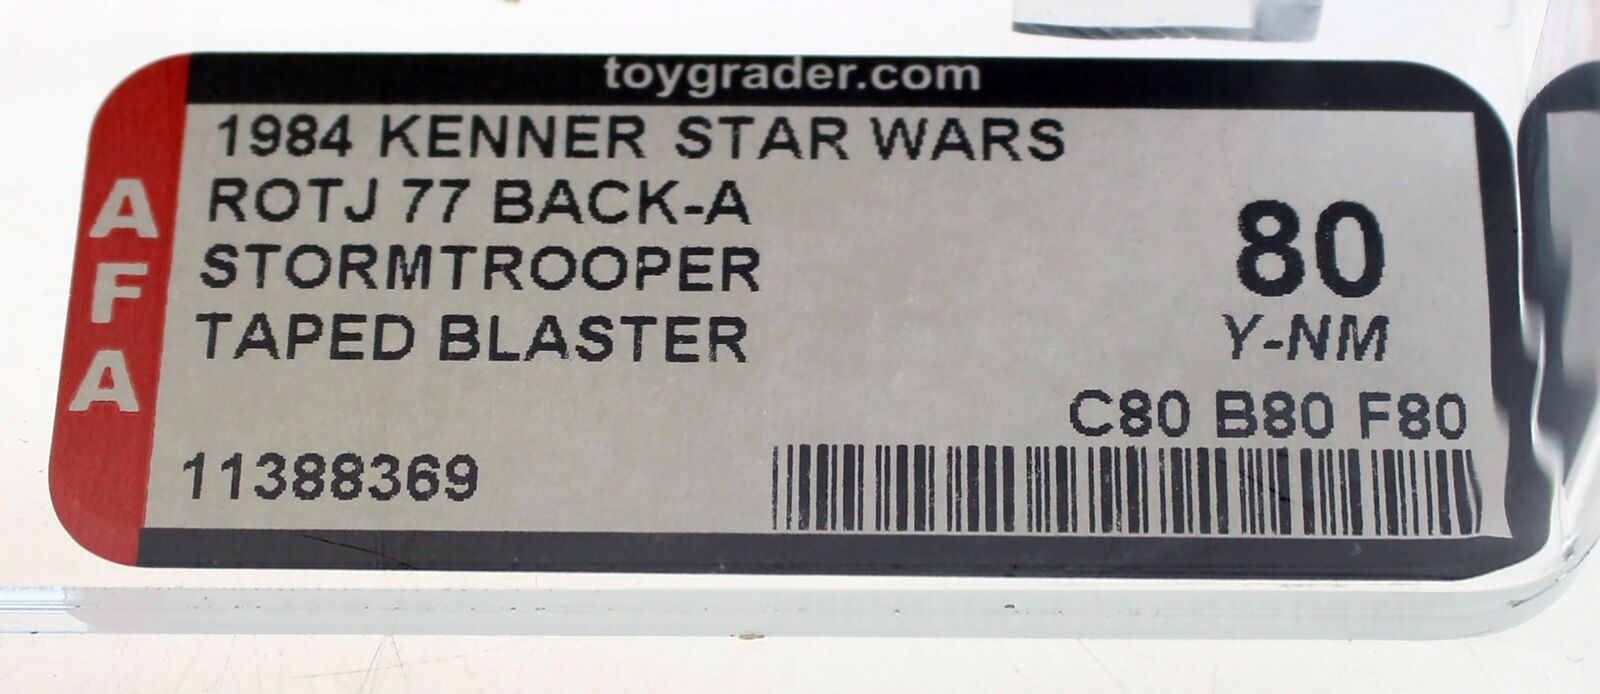 toygrader.com
AFA
1984 KENNER STAR WARS
ROTJ 77 BACK-A
STORMTROOPER
TAPED BLASTER
80
Y-NM
C80 B80 F80
11388369